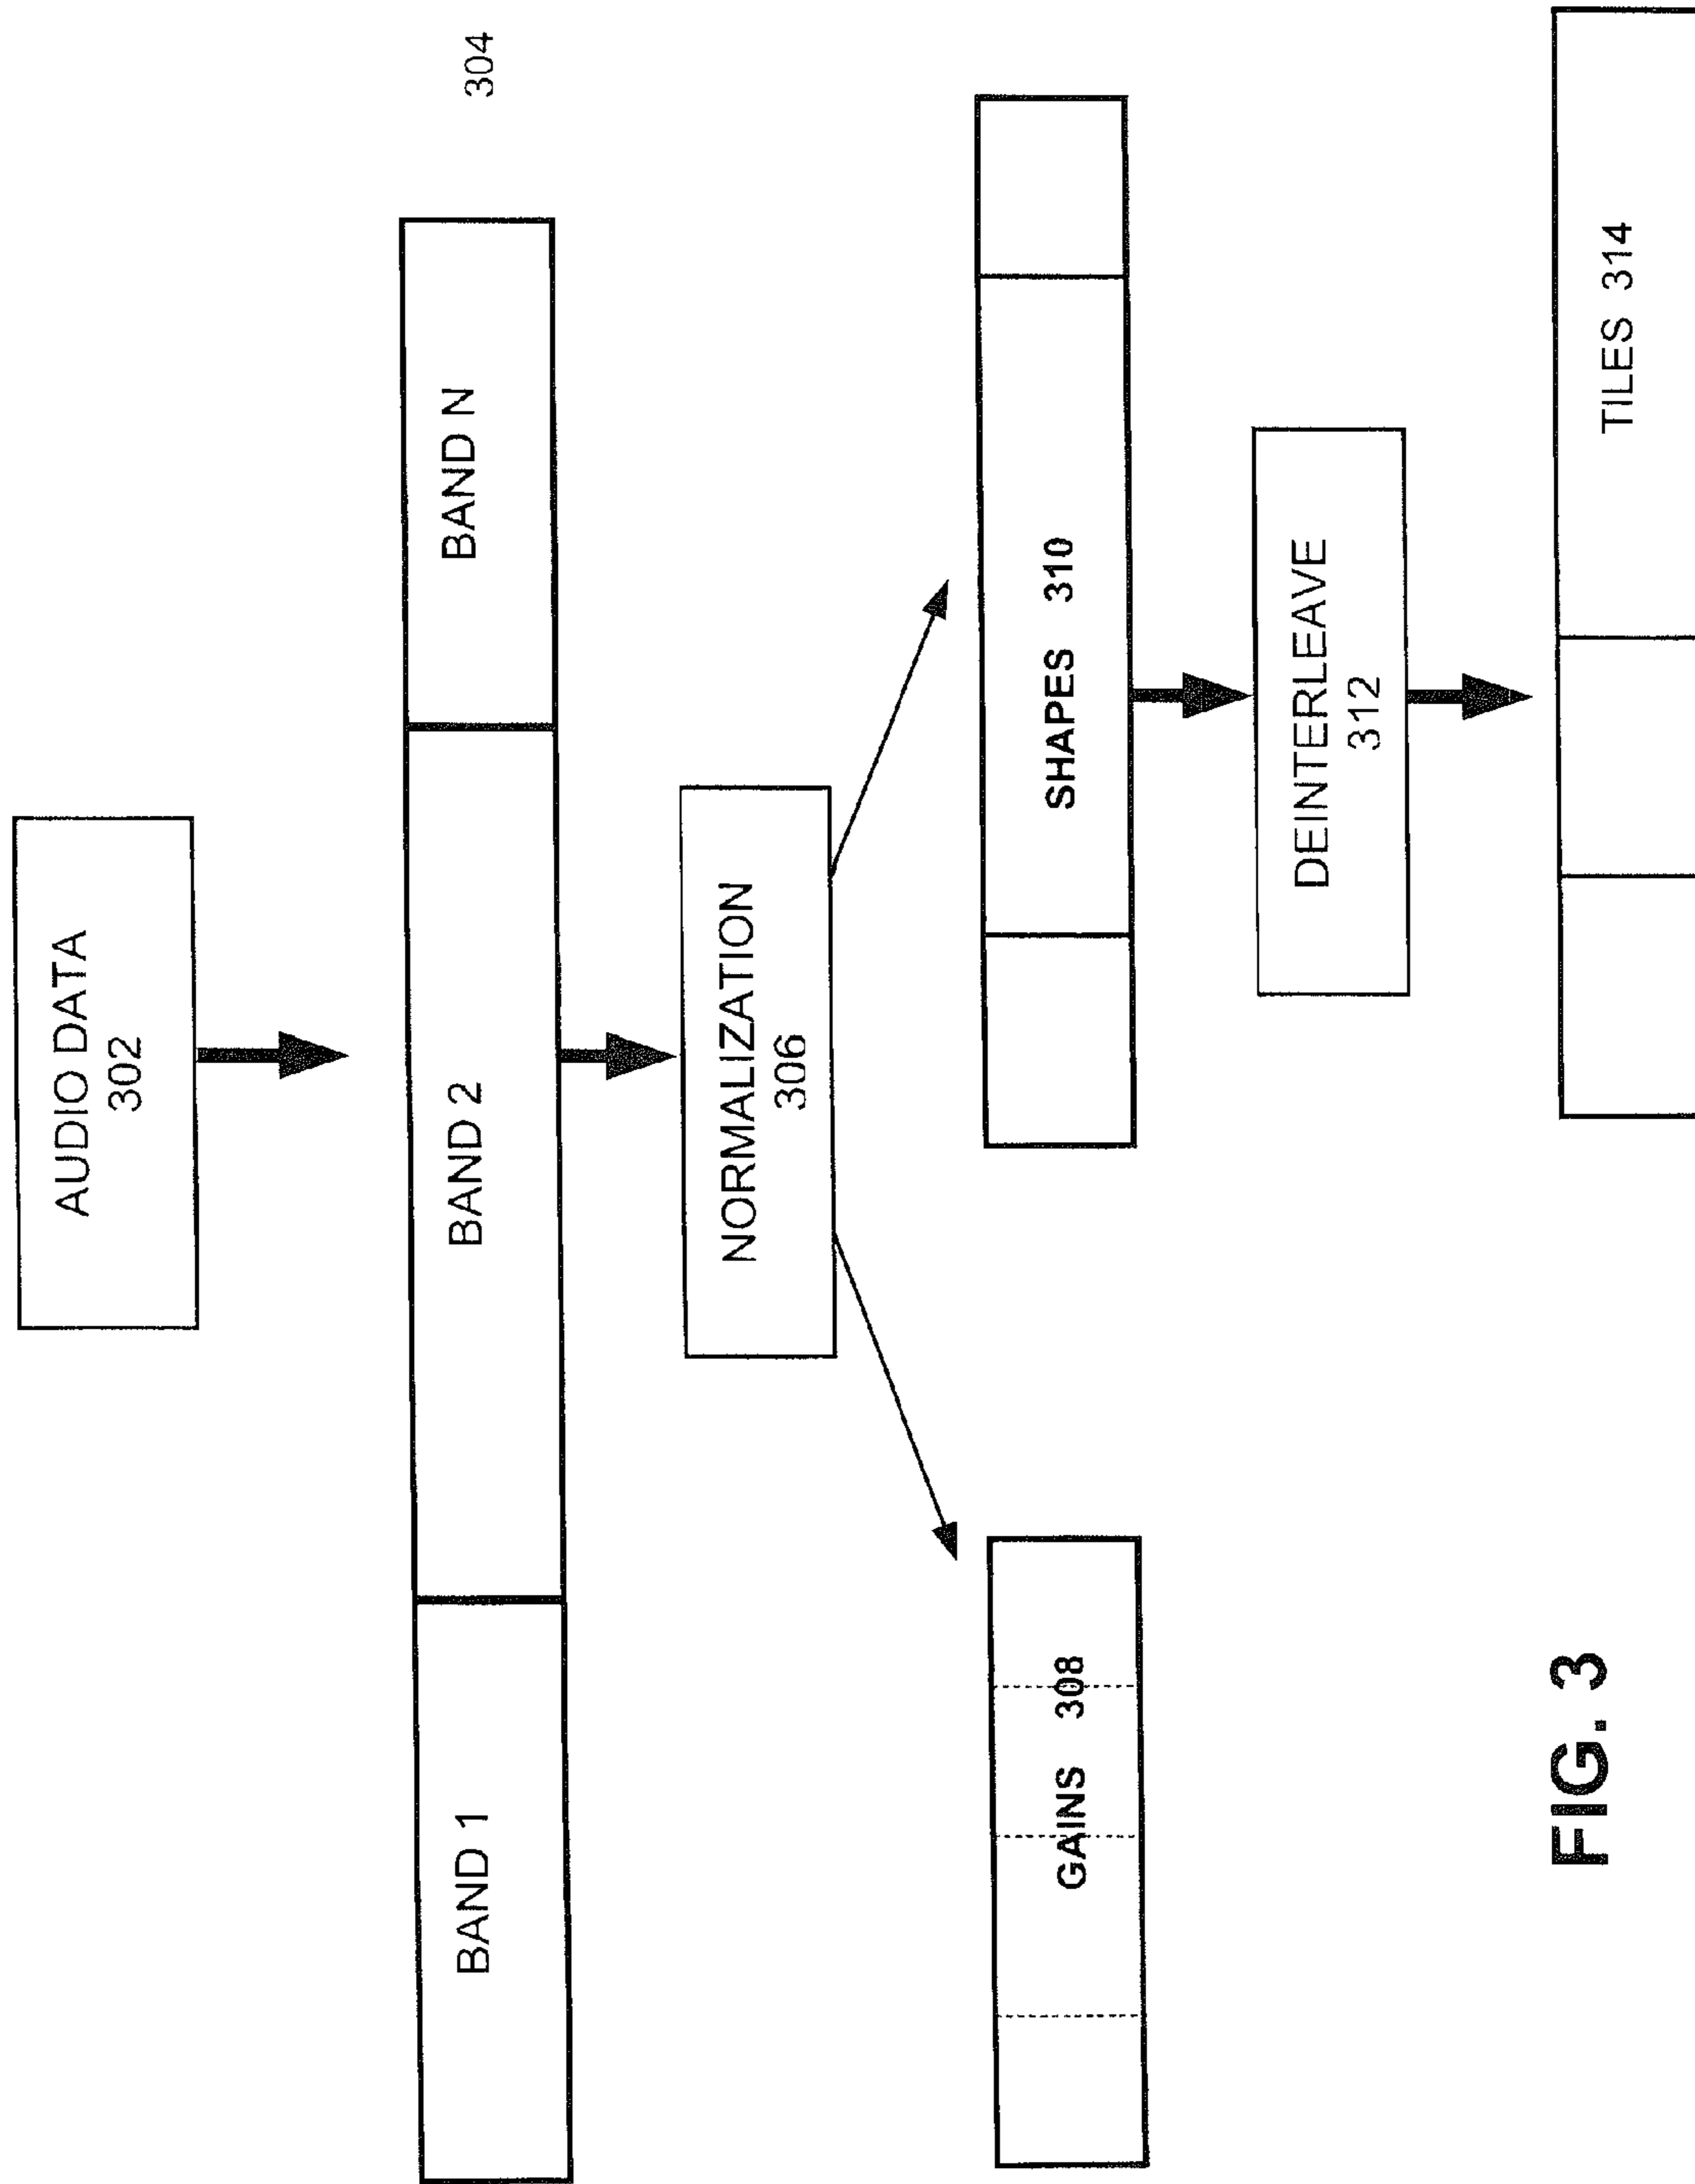 AUDIO DATA
302
304
BAND 1
BAND 2
BAND N
NORMALIZATION
306
GAINS 308
SHAPES 310
DEINTERLEAVE
312
TILES 314
FIG. 3